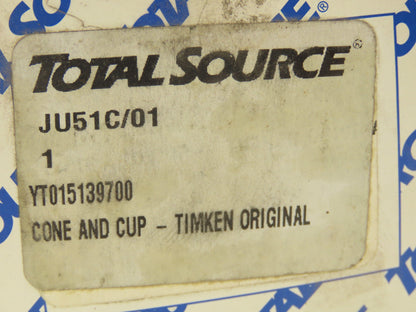 TOTAL SOURCE®
JU51C/01
1
YT015139700
CONE AND CUP - TIMKEN ORIGINAL